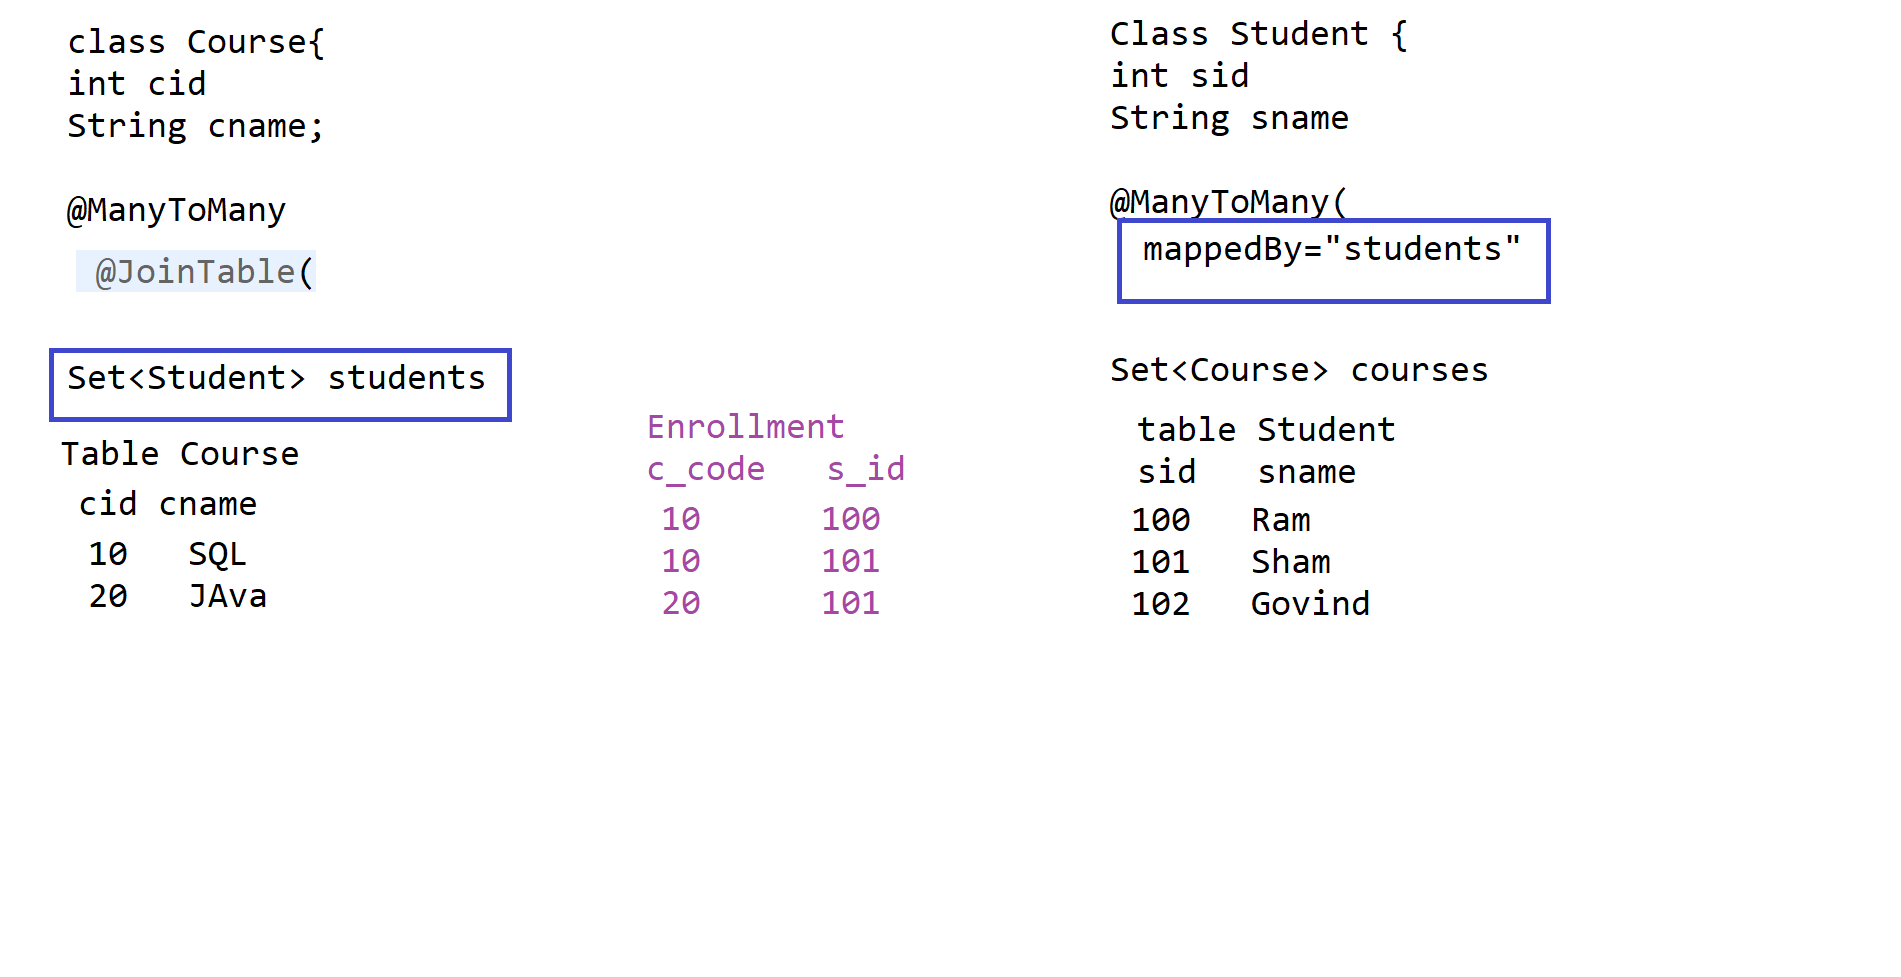 class Course{
int cid
String cname;
@ManyToMany
@JoinTable(
Set<Student> students
Table Course
cid cname
10 SQL
20 JAva
Enrollment
c_code s_id
10 100
10 101
20 101
Class Student {
int sid
String sname
@ManyToMany(
mappedBy="students"
Set<Course> courses
table Student
sid sname
100 Ram
101 Sham
102 Govind